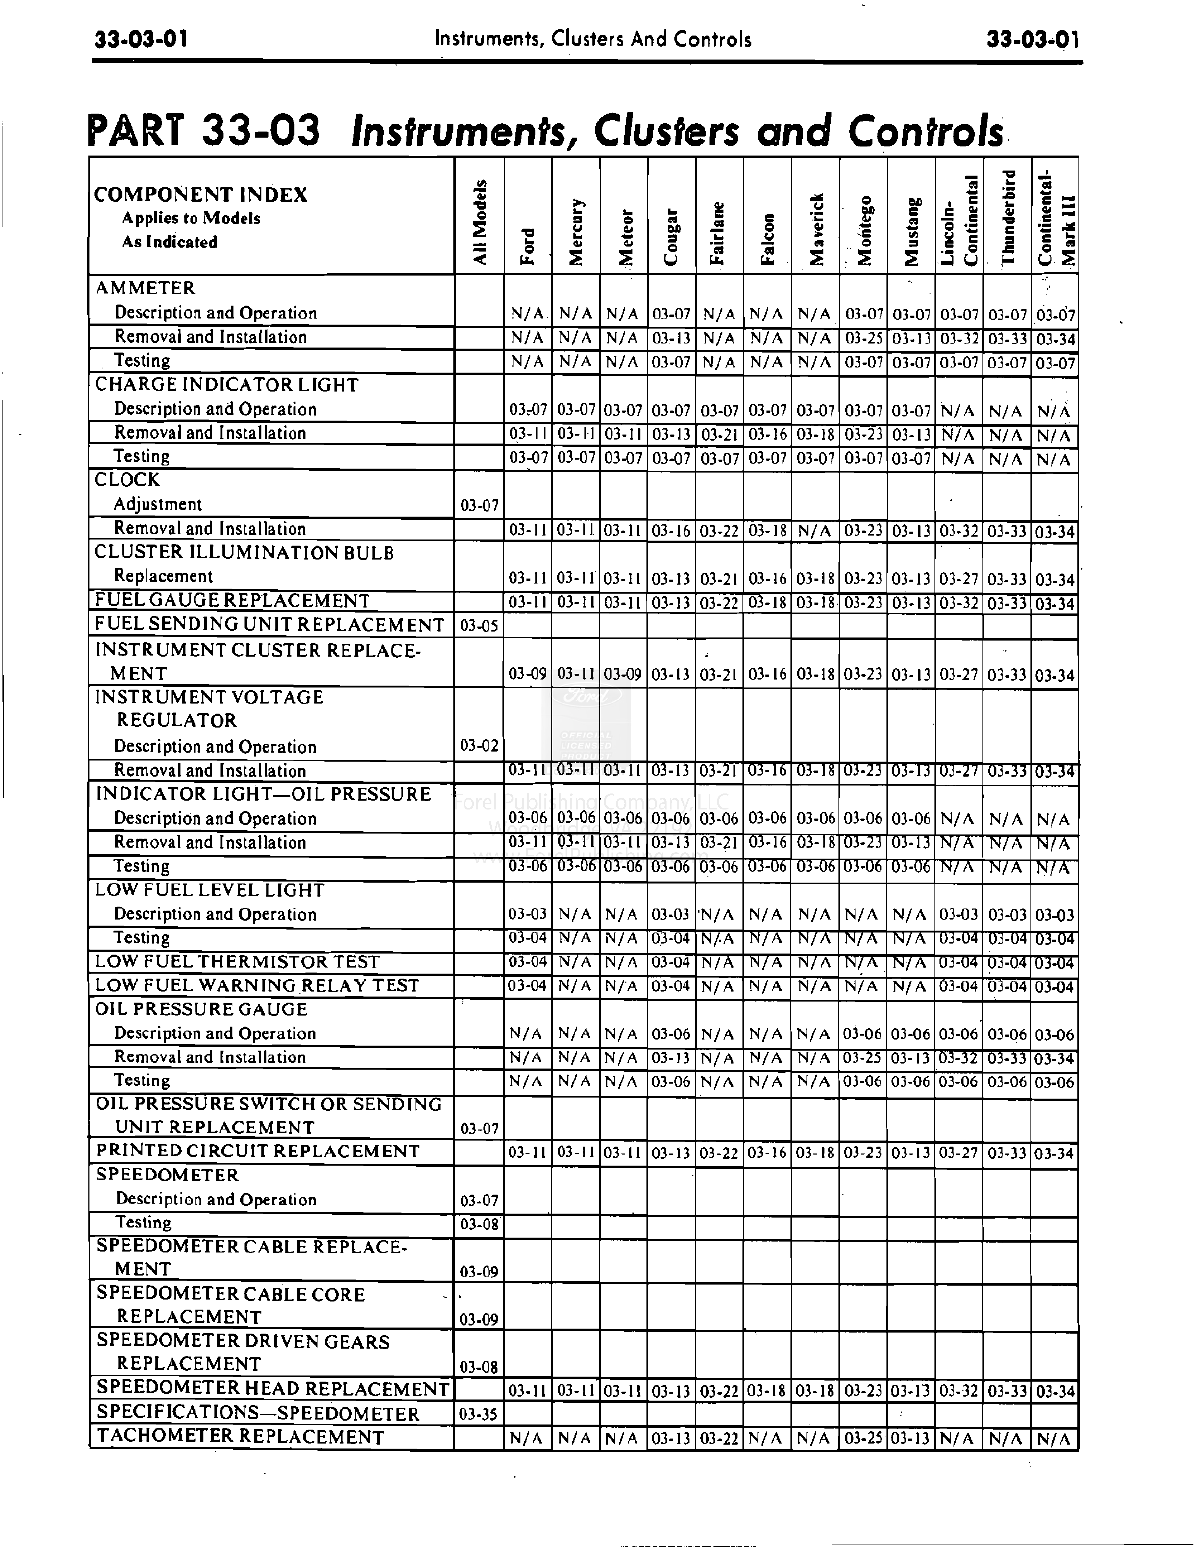 33-03-01 Instruments, Clusters And Controls 33-03-01
PART 33-03 Instruments, Clusters and Controls
COMPONENT INDEX
Applies to Models
As Indicated
All Models Ford Mercury Meteor Cougar Fairlane Falcon Maverick Montego Mustang Lincoln-Continental Thunderbird Continental-Mark III
AMMETER
Description and Operation N/A N/A N/A 03-07 N/A N/A N/A 03-07 03-07 03-07 03-07 03-07
Removal and Installation N/A N/A N/A 03-13 N/A N/A N/A 03-25 03-13 03-32 03-33 03-34
Testing N/A N/A N/A 03-07 N/A N/A N/A 03-07 03-07 03-07 03-07 03-07
CHARGE INDICATOR LIGHT
Description and Operation 03-07 03-07 03-07 03-07 03-07 03-07 03-07 03-07 03-07 N/A N/A N/A
Removal and Installation 03-11 03-11 03-11 03-13 03-21 03-16 03-18 03-23 03-13 N/A N/A N/A
Testing 03-07 03-07 03-07 03-07 03-07 03-07 03-07 03-07 03-07 N/A N/A N/A
CLOCK
Adjustment 03-07
Removal and Installation 03-11 03-11 03-11 03-16 03-22 03-18 N/A 03-23 03-13 03-32 03-33 03-34
CLUSTER ILLUMINATION BULB
Replacement 03-11 03-11 03-11 03-13 03-21 03-16 03-18 03-23 03-13 03-27 03-33 03-34
FUEL GAUGE REPLACEMENT 03-11 03-11 03-11 03-13 03-22 03-18 03-18 03-23 03-13 03-32 03-33 03-34
FUEL SENDING UNIT REPLACEMENT 03-05
INSTRUMENT CLUSTER REPLACE-
MENT 03-09 03-11 03-09 03-13 03-21 03-16 03-18 03-23 03-13 03-27 03-33 03-34
INSTRUMENT VOLTAGE
REGULATOR
Ford
OFFICIAL
LICENSED
Description and Operation 03-02
Removal and Installation 03-11 03-11 03-11 03-13 03-21 03-16 03-18 03-23 03-13 03-27 03-33 03-34
INDICATOR LIGHT—OIL PRESSURE
Forel Publishing Company, LLC
Description and Operation 03-06 03-06 03-06 03-06 03-06 03-06 03-06 03-06 03-06 N/A N/A N/A
Removal and Installation 03-11 03-11 03-11 03-13 03-21 03-16 03-18 03-23 03-13 N/A N/A N/A
Testing 03-06 03-06 03-06 03-06 03-06 03-06 03-06 03-06 03-06 N/A N/A N/A
LOW FUEL LEVEL LIGHT
Description and Operation 03-03 N/A N/A 03-03 N/A N/A N/A N/A N/A 03-03 03-03 03-03
Testing 03-04 N/A N/A 03-04 N/A N/A N/A N/A N/A 03-04 03-04 03-04
LOW FUEL THERMISTOR TEST 03-04 N/A N/A 03-04 N/A N/A N/A N/A N/A 03-04 03-04 03-04
LOW FUEL WARNING RELAY TEST 03-04 N/A N/A 03-04 N/A N/A N/A N/A N/A 03-04 03-04 03-04
OIL PRESSURE GAUGE
Description and Operation N/A N/A N/A 03-06 N/A N/A N/A 03-06 03-06 03-06 03-06 03-06
Removal and Installation N/A N/A N/A 03-13 N/A N/A N/A 03-25 03-13 03-32 03-33 03-34
Testing N/A N/A N/A 03-06 N/A N/A N/A 03-06 03-06 03-06 03-06 03-06
OIL PRESSURE SWITCH OR SENDING
UNIT REPLACEMENT 03-07
PRINTED CIRCUIT REPLACEMENT 03-11 03-11 03-11 03-13 03-22 03-16 03-18 03-23 03-13 03-27 03-33 03-34
SPEEDOMETER
Description and Operation 03-07
Testing 03-08
SPEEDOMETER CABLE REPLACE-
MENT 03-09
SPEEDOMETER CABLE CORE
REPLACEMENT 03-09
SPEEDOMETER DRIVEN GEARS
REPLACEMENT 03-08
SPEEDOMETER HEAD REPLACEMENT 03-11 03-11 03-11 03-13 03-22 03-18 03-18 03-23 03-13 03-32 03-33 03-34
SPECIFICATIONS—SPEEDOMETER 03-35
TACHOMETER REPLACEMENT N/A N/A N/A 03-13 03-22 N/A N/A 03-25 03-13 N/A N/A N/A